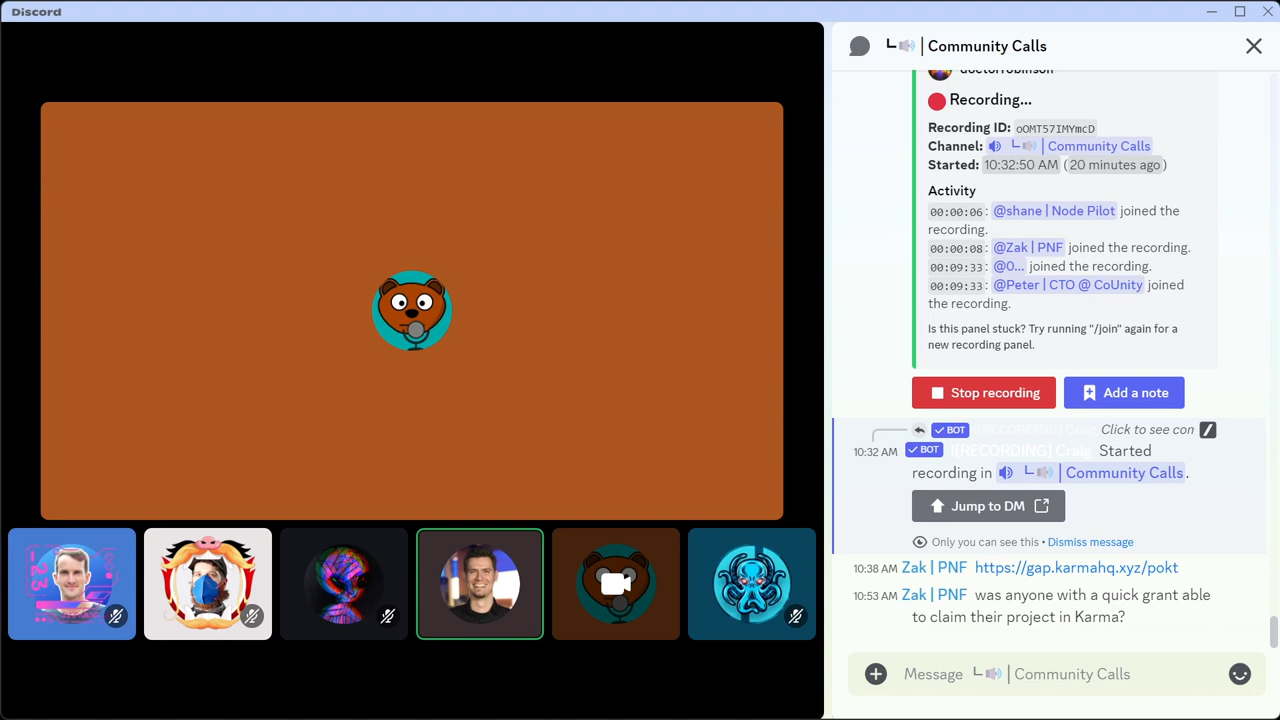 Discord
| Community Calls
doctorrobinson
Recording...
Recording ID: oOMT57IMYmcD
Channel: | Community Calls
Started: 10:32:50 AM (20 minutes ago)
Activity
00:00:06: @shane | Node Pilot joined the
recording.
00:00:08: @Zak | PNF joined the recording.
00:09:33: @0... joined the recording.
00:09:33: @Peter | CTO @ CoUnity joined
the recording.
Is this panel stuck? Try running "/join" again for a
new recording panel.
Stop recording
Add a note
BOT ![RECORDING] Craig Click to see con
10:32 AM BOT ![RECORDING] Craig Started
recording in | Community Calls.
Jump to DM
Only you can see this • Dismiss message
10:38 AM Zak | PNF https://gap.karmahq.xyz/pokt
10:53 AM Zak | PNF was anyone with a quick grant able
to claim their project in Karma?
Message | Community Calls